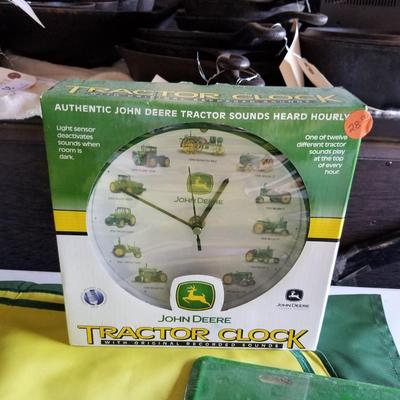 TRACTOR CLOCK
AUTHENTIC JOHN DEERE TRACTOR SOUNDS HEARD HOURLY
Light sensor
deactivates
sounds when
room is
dark.
One of twelve
different tractor
sounds play
at the top
of every
hour.
JOHN DEERE
JOHN DEERE
JOHN DEERE
TRACTOR CLOCK
WITH ORIGINAL RECORDED SOUNDS